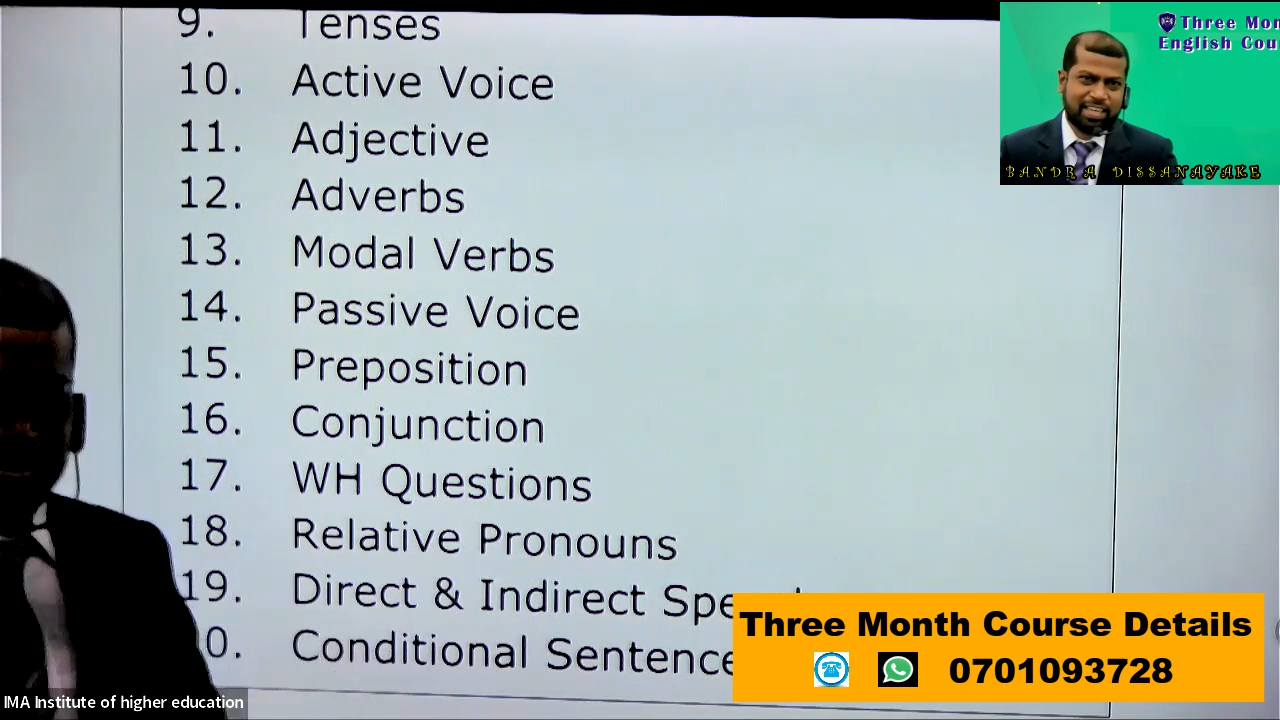 9. Tenses
10. Active Voice
11. Adjective
12. Adverbs
13. Modal Verbs
14. Passive Voice
15. Preposition
16. Conjunction
17. WH Questions
18. Relative Pronouns
19. Direct & Indirect
Conditional
Three
English
BANDRA DISSANAYAKE
Three Month Course Details
0701093728
IMA Institute of higher education